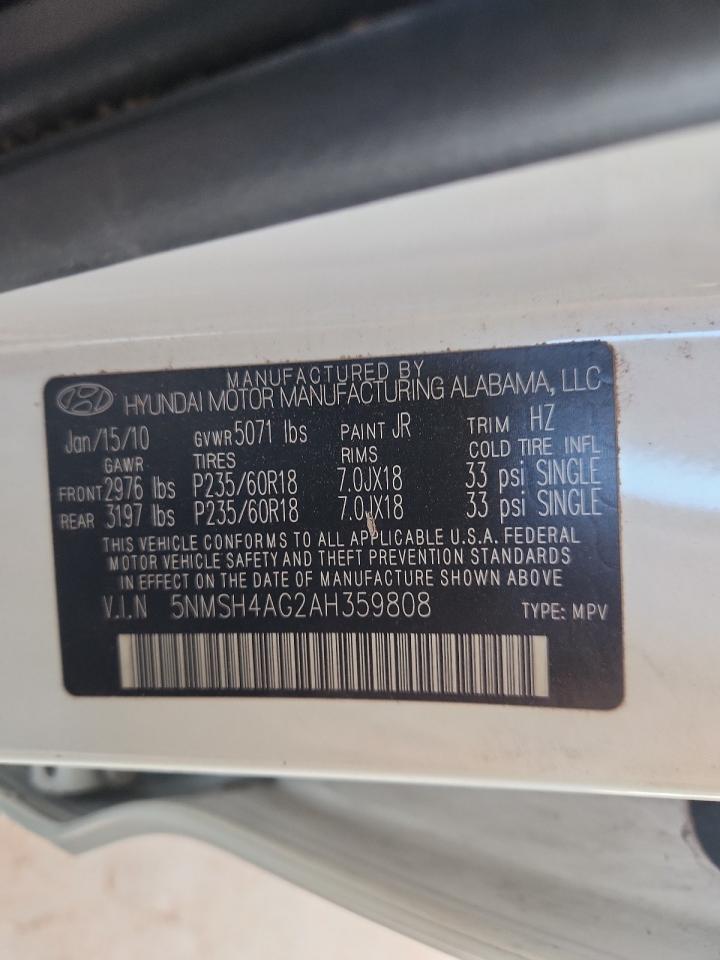 MANUFACTURED BY
HYUNDAI MOTOR MANUFACTURING ALABAMA, LLC
Jan/15/10 GVWR 5071 lbs PAINT JR TRIM HZ
GAWR TIRES RIMS COLD TIRE INFL
FRONT 2976 lbs P235/60R18 7.0JX18 33 psi SINGLE
REAR 3197 lbs P235/60R18 7.0JX18 33 psi SINGLE
THIS VEHICLE CONFORMS TO ALL APPLICABLE U.S.A. FEDERAL
MOTOR VEHICLE SAFETY AND THEFT PREVENTION STANDARDS
IN EFFECT ON THE DATE OF MANUFACTURE SHOWN ABOVE
V.I.N 5NMSH4AG2AH359808 TYPE: MPV